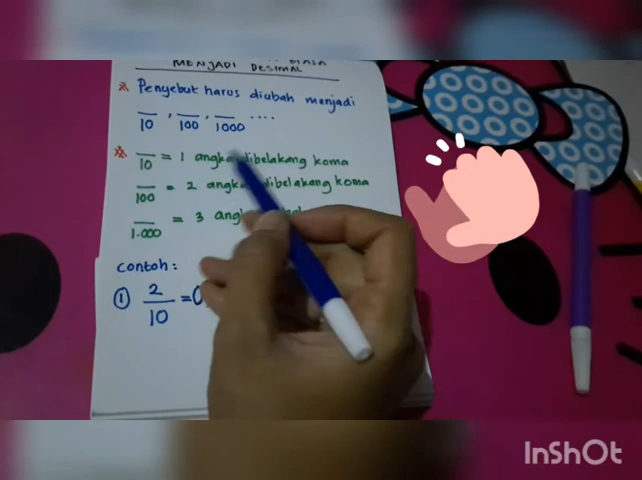 MENJADI DESIMAL
* Penyebut harus diubah menjadi
/10 , /100 , /1000 ....
* /10 = 1 angka dibelakang koma
/100 = 2 angka dibelakang koma
/1.000 = 3
Contoh:
① 2/10 = 0
InShOt